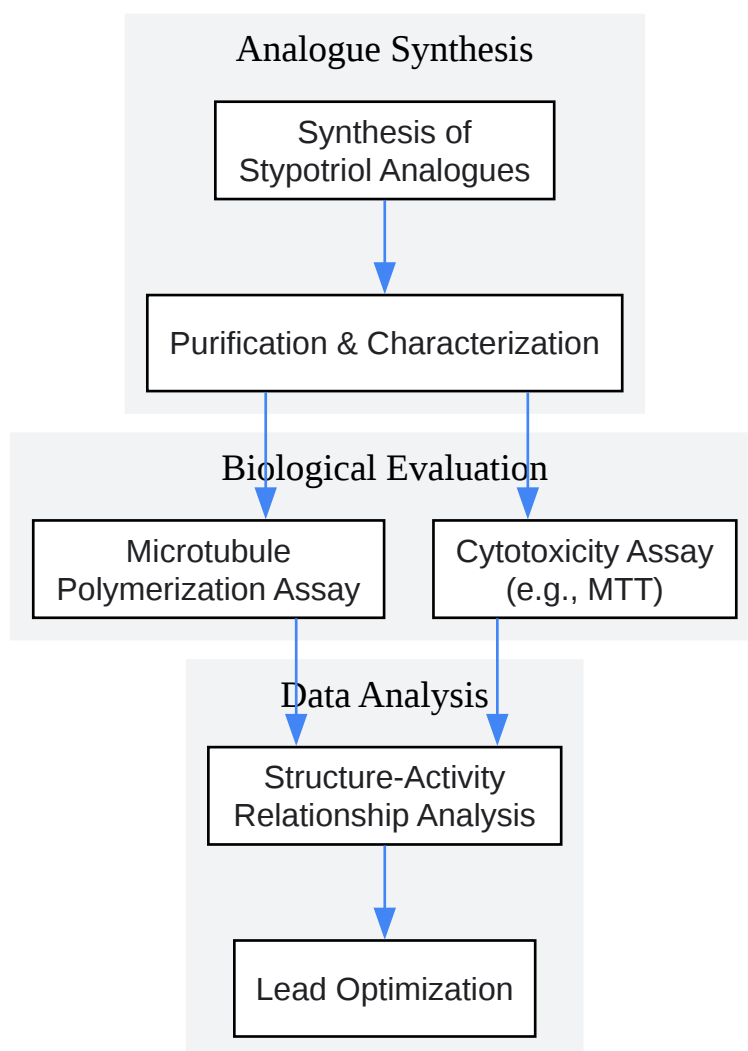 Analogue Synthesis
Synthesis of
Stypotriol Analogues
Purification & Characterization
Biological Evaluation
Microtubule
Polymerization Assay
Cytotoxicity Assay
(e.g., MTT)
Data Analysis
Structure-Activity
Relationship Analysis
Lead Optimization